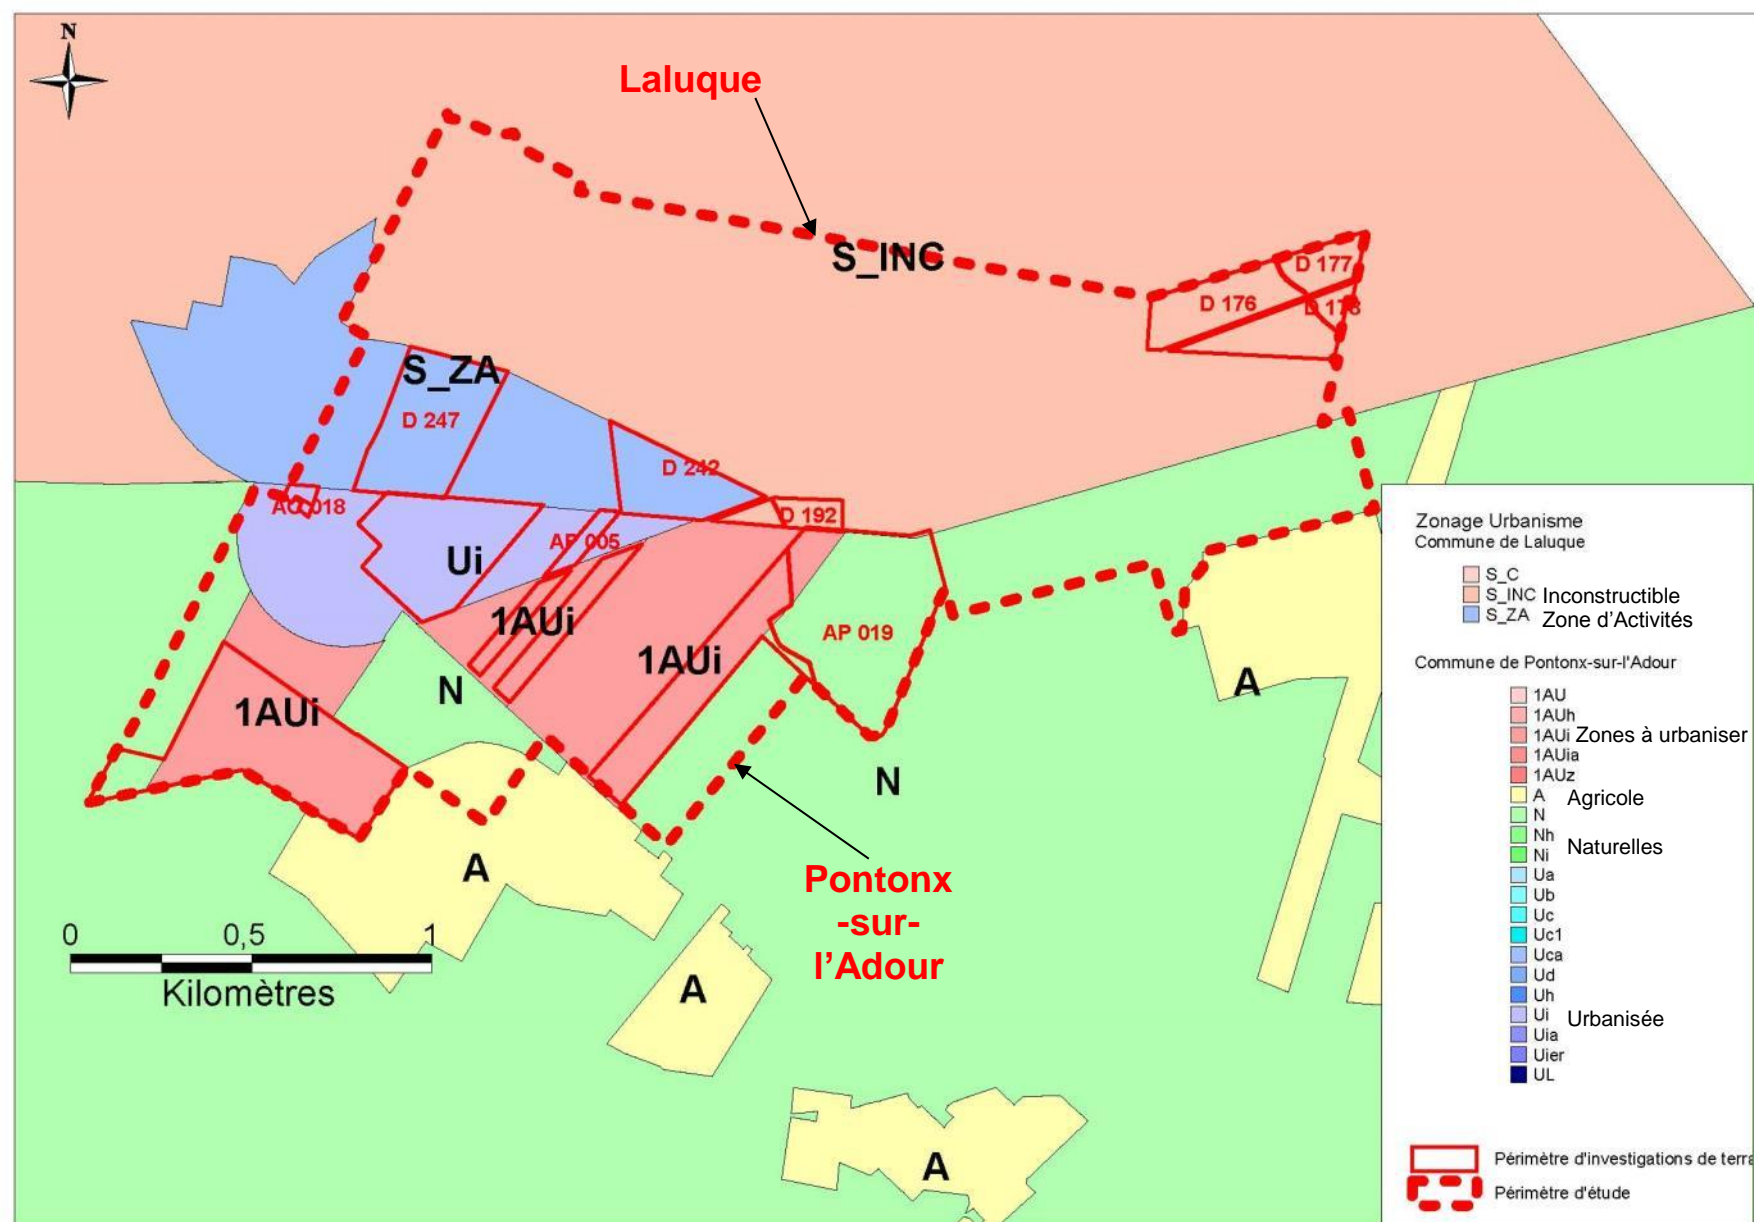 N
Laluque
S_INC
D 177
D 176
D 178
S_ZA
D 247
D 242
AO 018
D 192
AP 005
Ui
1AUi
1AUi
AP 019
N
A
1AUi
N
A
Pontonx
-sur-
l’Adour
0 0,5 1
Kilomètres
A
A
Zonage Urbanisme
Commune de Laluque
S_C
S_INC Inconstructible
S_ZA Zone d’Activités
Commune de Pontonx-sur-l'Adour
1AU
1AUh
1AUi Zones à urbaniser
1AUia
1AUz
A Agricole
N
Nh
Naturelles
Ni
Ua
Ub
Uc
Uc1
Uca
Ud
Uh
Ui Urbanisée
Uia
Uier
UL
Périmètre d'investigations de terra
Périmètre d'étude